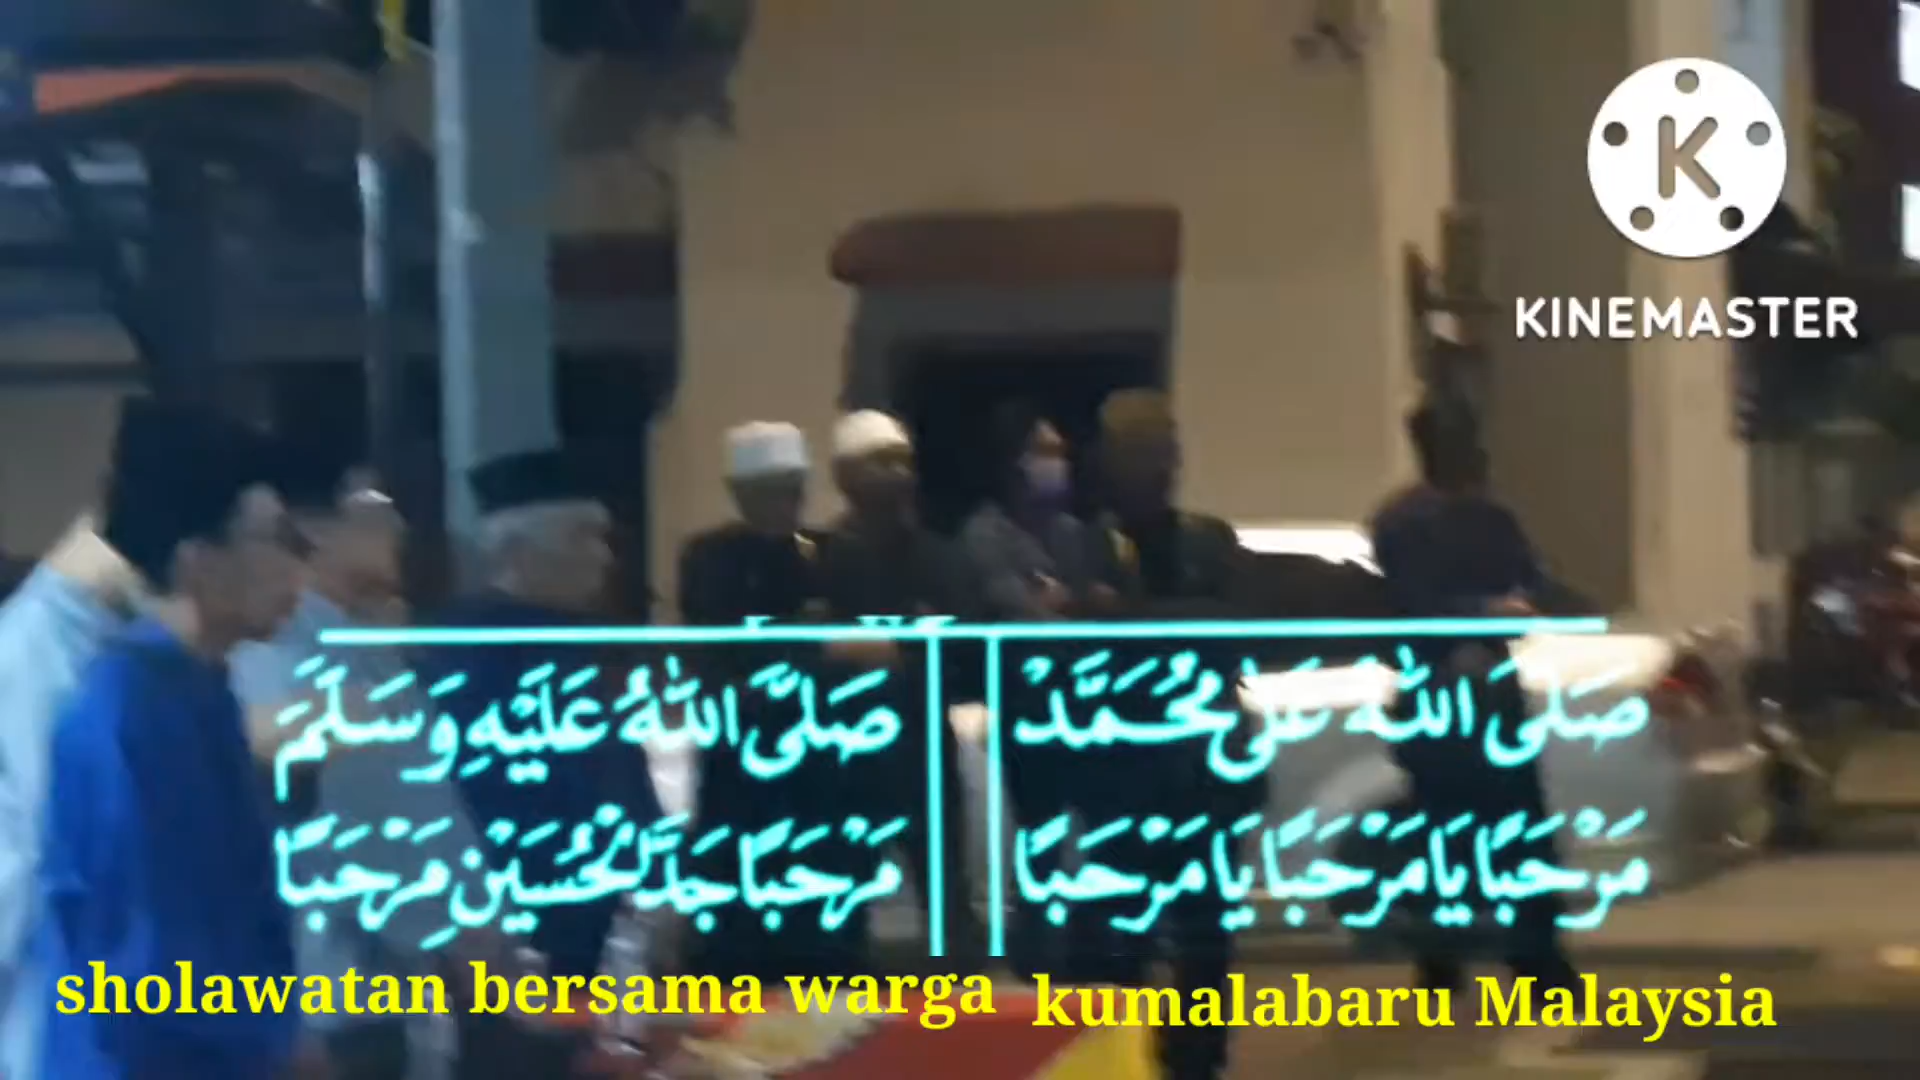 KINEMASTER
صَلَى اللهُ عَلَى مُحَمَّدْ
صَلَّى اللهُ عَلَيْهِ وَسَلَّمَ
مَرْحَبًا يَا مَرْحَبًا يَا مَرْحَبًا
مَرْحَبًا جَدَّ الْحُسَيْنِ مَرْحَبًا
sholawatan bersama warga kumalabaru Malaysia